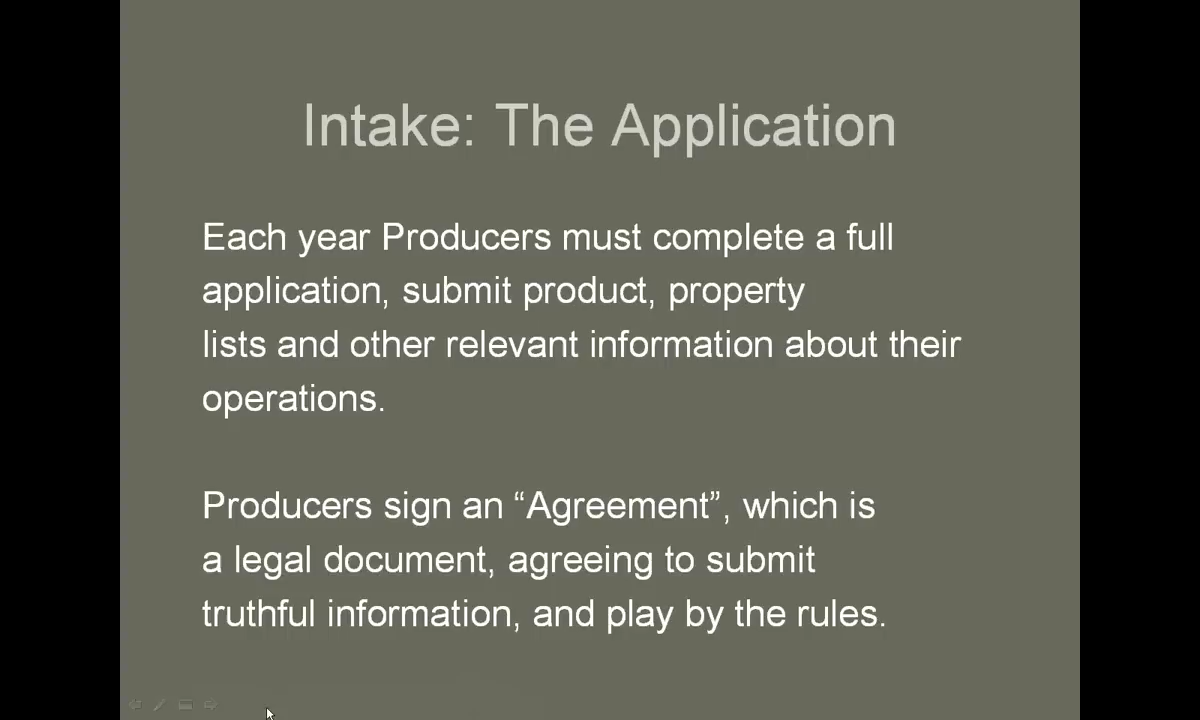 Intake: The Application
Each year Producers must complete a full
application, submit product, property
lists and other relevant information about their
operations.
Producers sign an “Agreement”, which is
a legal document, agreeing to submit
truthful information, and play by the rules.